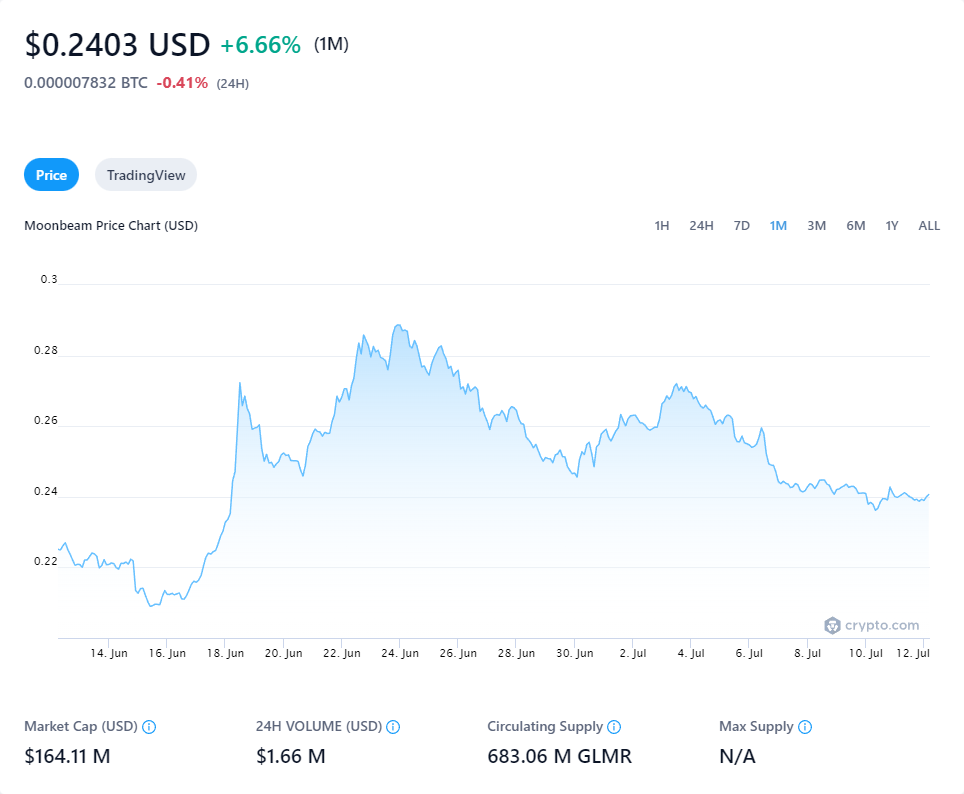 $0.2403 USD +6.66% (1M)
0.000007832 BTC -0.41% (24H)
Price TradingView
Moonbeam Price Chart (USD) 1H 24H 7D 1M 3M 6M 1Y ALL
0.3
0.28
0.26
0.24
0.22
crypto.com
14. Jun 16. Jun 18. Jun 20. Jun 22. Jun 24. Jun 26. Jun 28. Jun 30. Jun 2. Jul 4. Jul 6. Jul 8. Jul 10. Jul 12. Jul
Market Cap (USD) 24H VOLUME (USD) Circulating Supply Max Supply
$164.11 M $1.66 M 683.06 M GLMR N/A